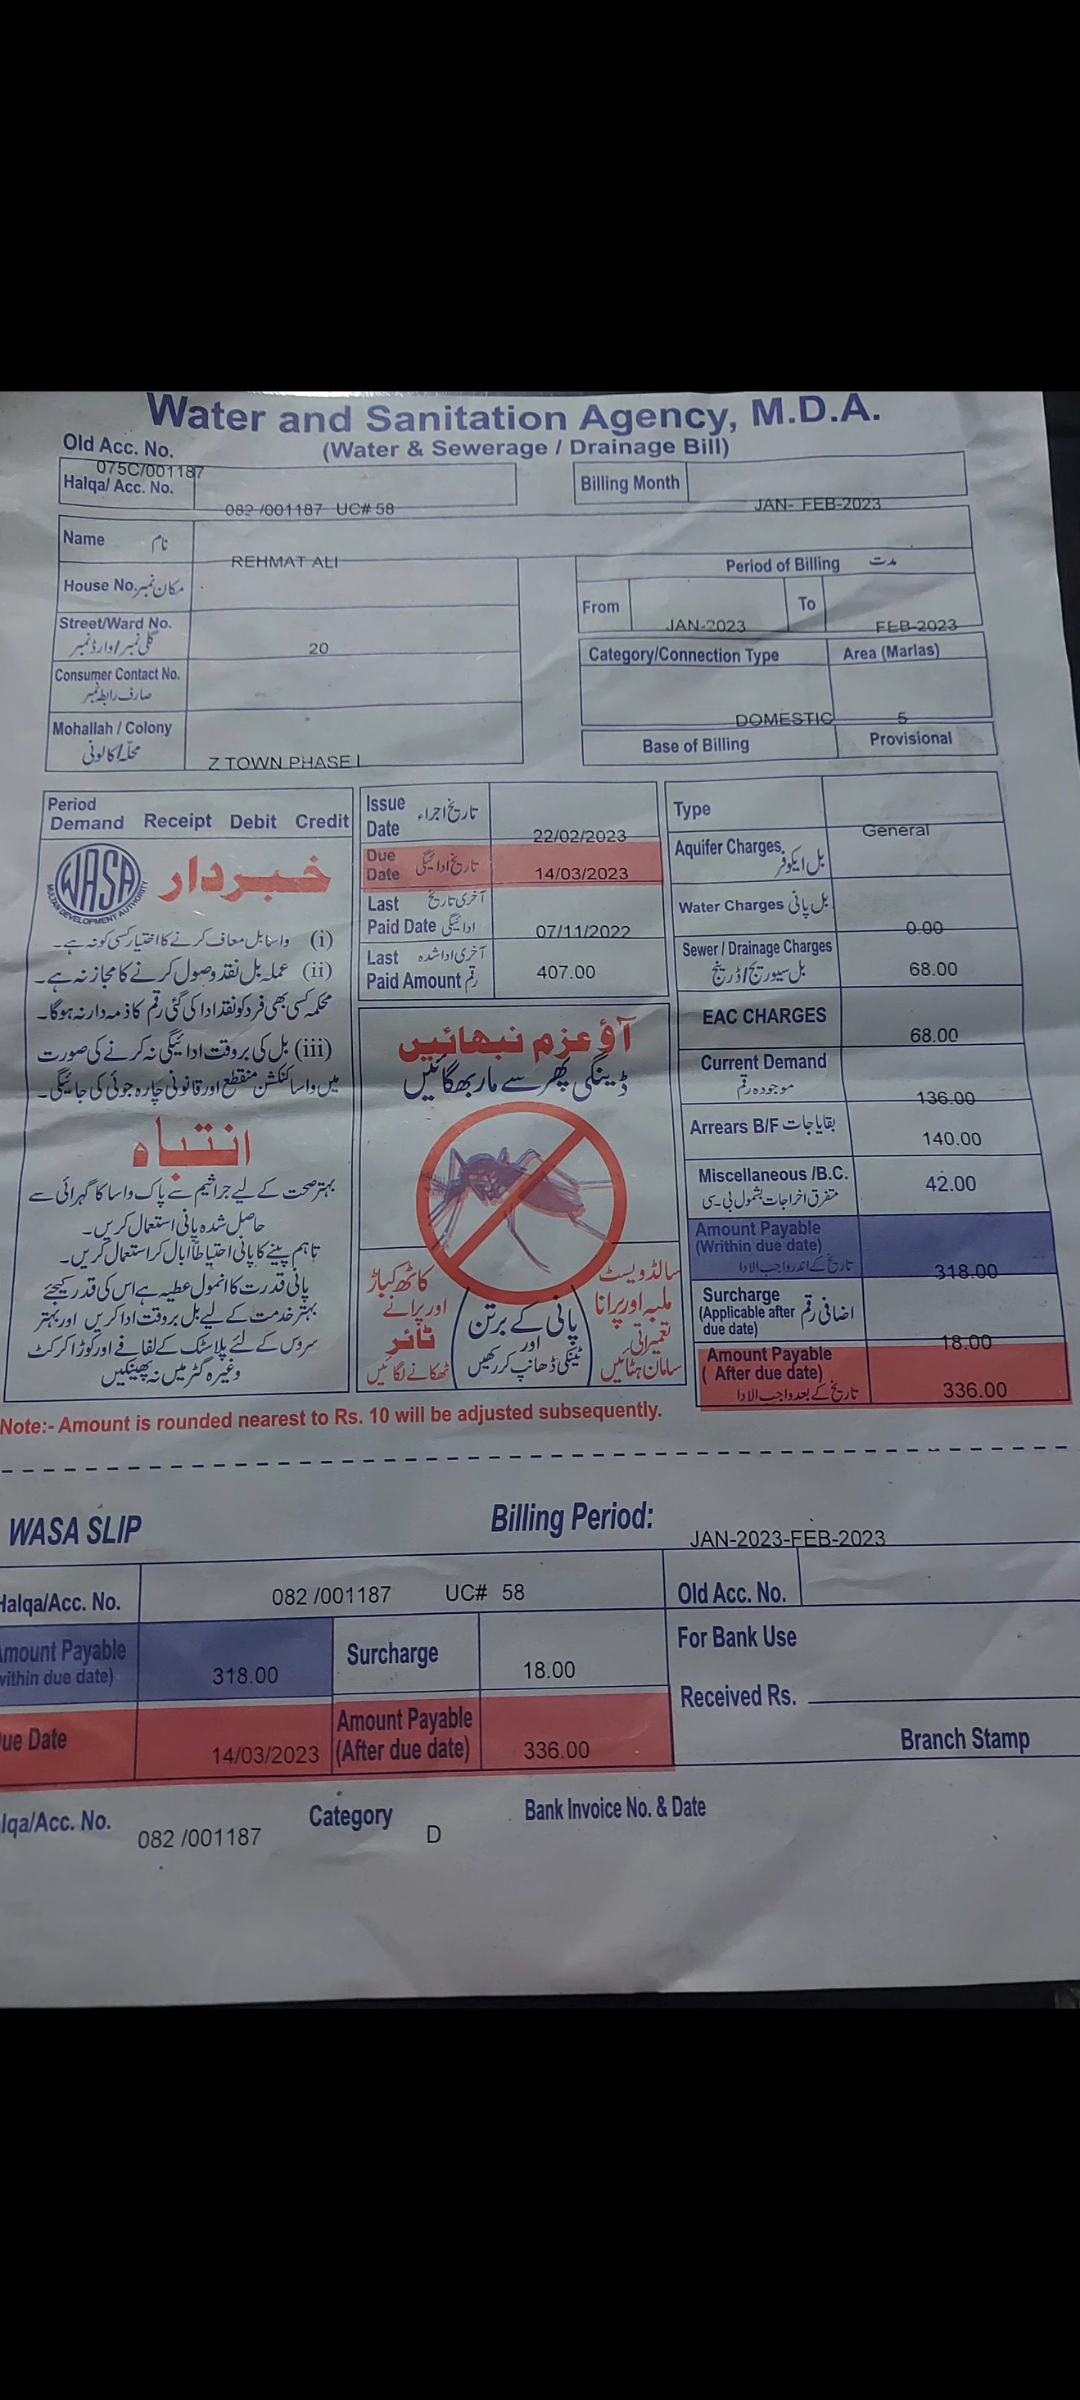 Water and Sanitation Agency, M.D.A.
(Water & Sewerage / Drainage Bill)
Old Acc. No.
075C/001187
Halqa/ Acc. No.
082 /001187 UC# 58
Billing Month
JAN- FEB-2023
Name نام
REHMAT ALI
House No. مکان نمبر
Period of Billing مدت
From JAN-2023 To FEB-2023
Street/Ward No.
گلی نمبر/وارڈ نمبر
20
Category/Connection Type Area (Marlas)
DOMESTIC 5
Consumer Contact No.
صارف رابطہ نمبر
Mohallah / Colony
محلّہ/کالونی
Z TOWN PHASE I
Base of Billing Provisional
Period
Demand Receipt Debit Credit
WASA
MULTAN DEVELOPMENT AUTHORITY
خبردار
(i) واسا بل معاف کرنے کا اختیار کسی کو نہ ہے۔
(ii) عملہ بل نقد وصول کرنے کا مجاز نہ ہے۔
محکمہ کسی بھی فرد کو نقد ادا کی گئی رقم کا ذمہ دار نہ ہوگا۔
(iii) بل کی بروقت ادائیگی نہ کرنے کی صورت
میں واسا کنکشن منقطع اور قانونی چارہ جوئی کی جائیگی۔
انتباہ
بہتر صحت کے لیے جراثیم سے پاک واسا کا گہرائی سے
حاصل شدہ پانی استعمال کریں۔
تاہم پینے کا پانی احتیاطاً ابال کر استعمال کریں۔
پانی قدرت کا انمول عطیہ ہے اس کی قدر کیجئے
بہتر خدمت کے لیے بل بروقت ادا کریں اور بہتر
سروس کے لئے پلاسٹک کے لفافے اور کوڑا کرکٹ
وغیرہ گٹر میں نہ پھینکیں
Issue
Date
تاریخ اجراء
22/02/2023
Due
Date
تاریخ ادائیگی
14/03/2023
Last آخری تاریخ
Paid Date ادائیگی
07/11/2022
Last آخری ادا شدہ
Paid Amount رقم
407.00
آؤ عزم نبھائیں
ڈینگی پھر سے مار بھگائیں
کاٹھ کباڑ
اور پرانے
ٹائر
ٹھکانے لگائیں
پانی کے برتن
اور
ٹینکی ڈھانپ کر رکھیں
سالڈ ویسٹ
ملبہ اور پرانا
تعمیراتی
سامان ہٹائیں
Type
General
Aquifer Charges
بل ایکوفر
Water Charges بل پانی
0.00
Sewer / Drainage Charges
بل سیوریج/ڈرینج
68.00
EAC CHARGES
68.00
Current Demand
موجودہ رقم
136.00
Arrears B/F بقایا جات
140.00
Miscellaneous /B.C.
متفرق اخراجات بشمول بی۔سی
42.00
Amount Payable
(Writhin due date)
تاریخ کے اندر واجب الادا
318.00
Surcharge
(Applicable after
due date)
اضافی رقم
18.00
Amount Payable
( After due date)
تاریخ کے بعد واجب الادا
336.00
Note:- Amount is rounded nearest to Rs. 10 will be adjusted subsequently.
WASA SLIP
Billing Period:
JAN-2023-FEB-2023
Halqa/Acc. No.
082 /001187 UC# 58
Old Acc. No.
Amount Payable
(within due date)
318.00
Surcharge
18.00
For Bank Use
Received Rs.
Due Date
14/03/2023
Amount Payable
(After due date)
336.00
Branch Stamp
lqa/Acc. No.
082 /001187
Category
D
Bank Invoice No. & Date